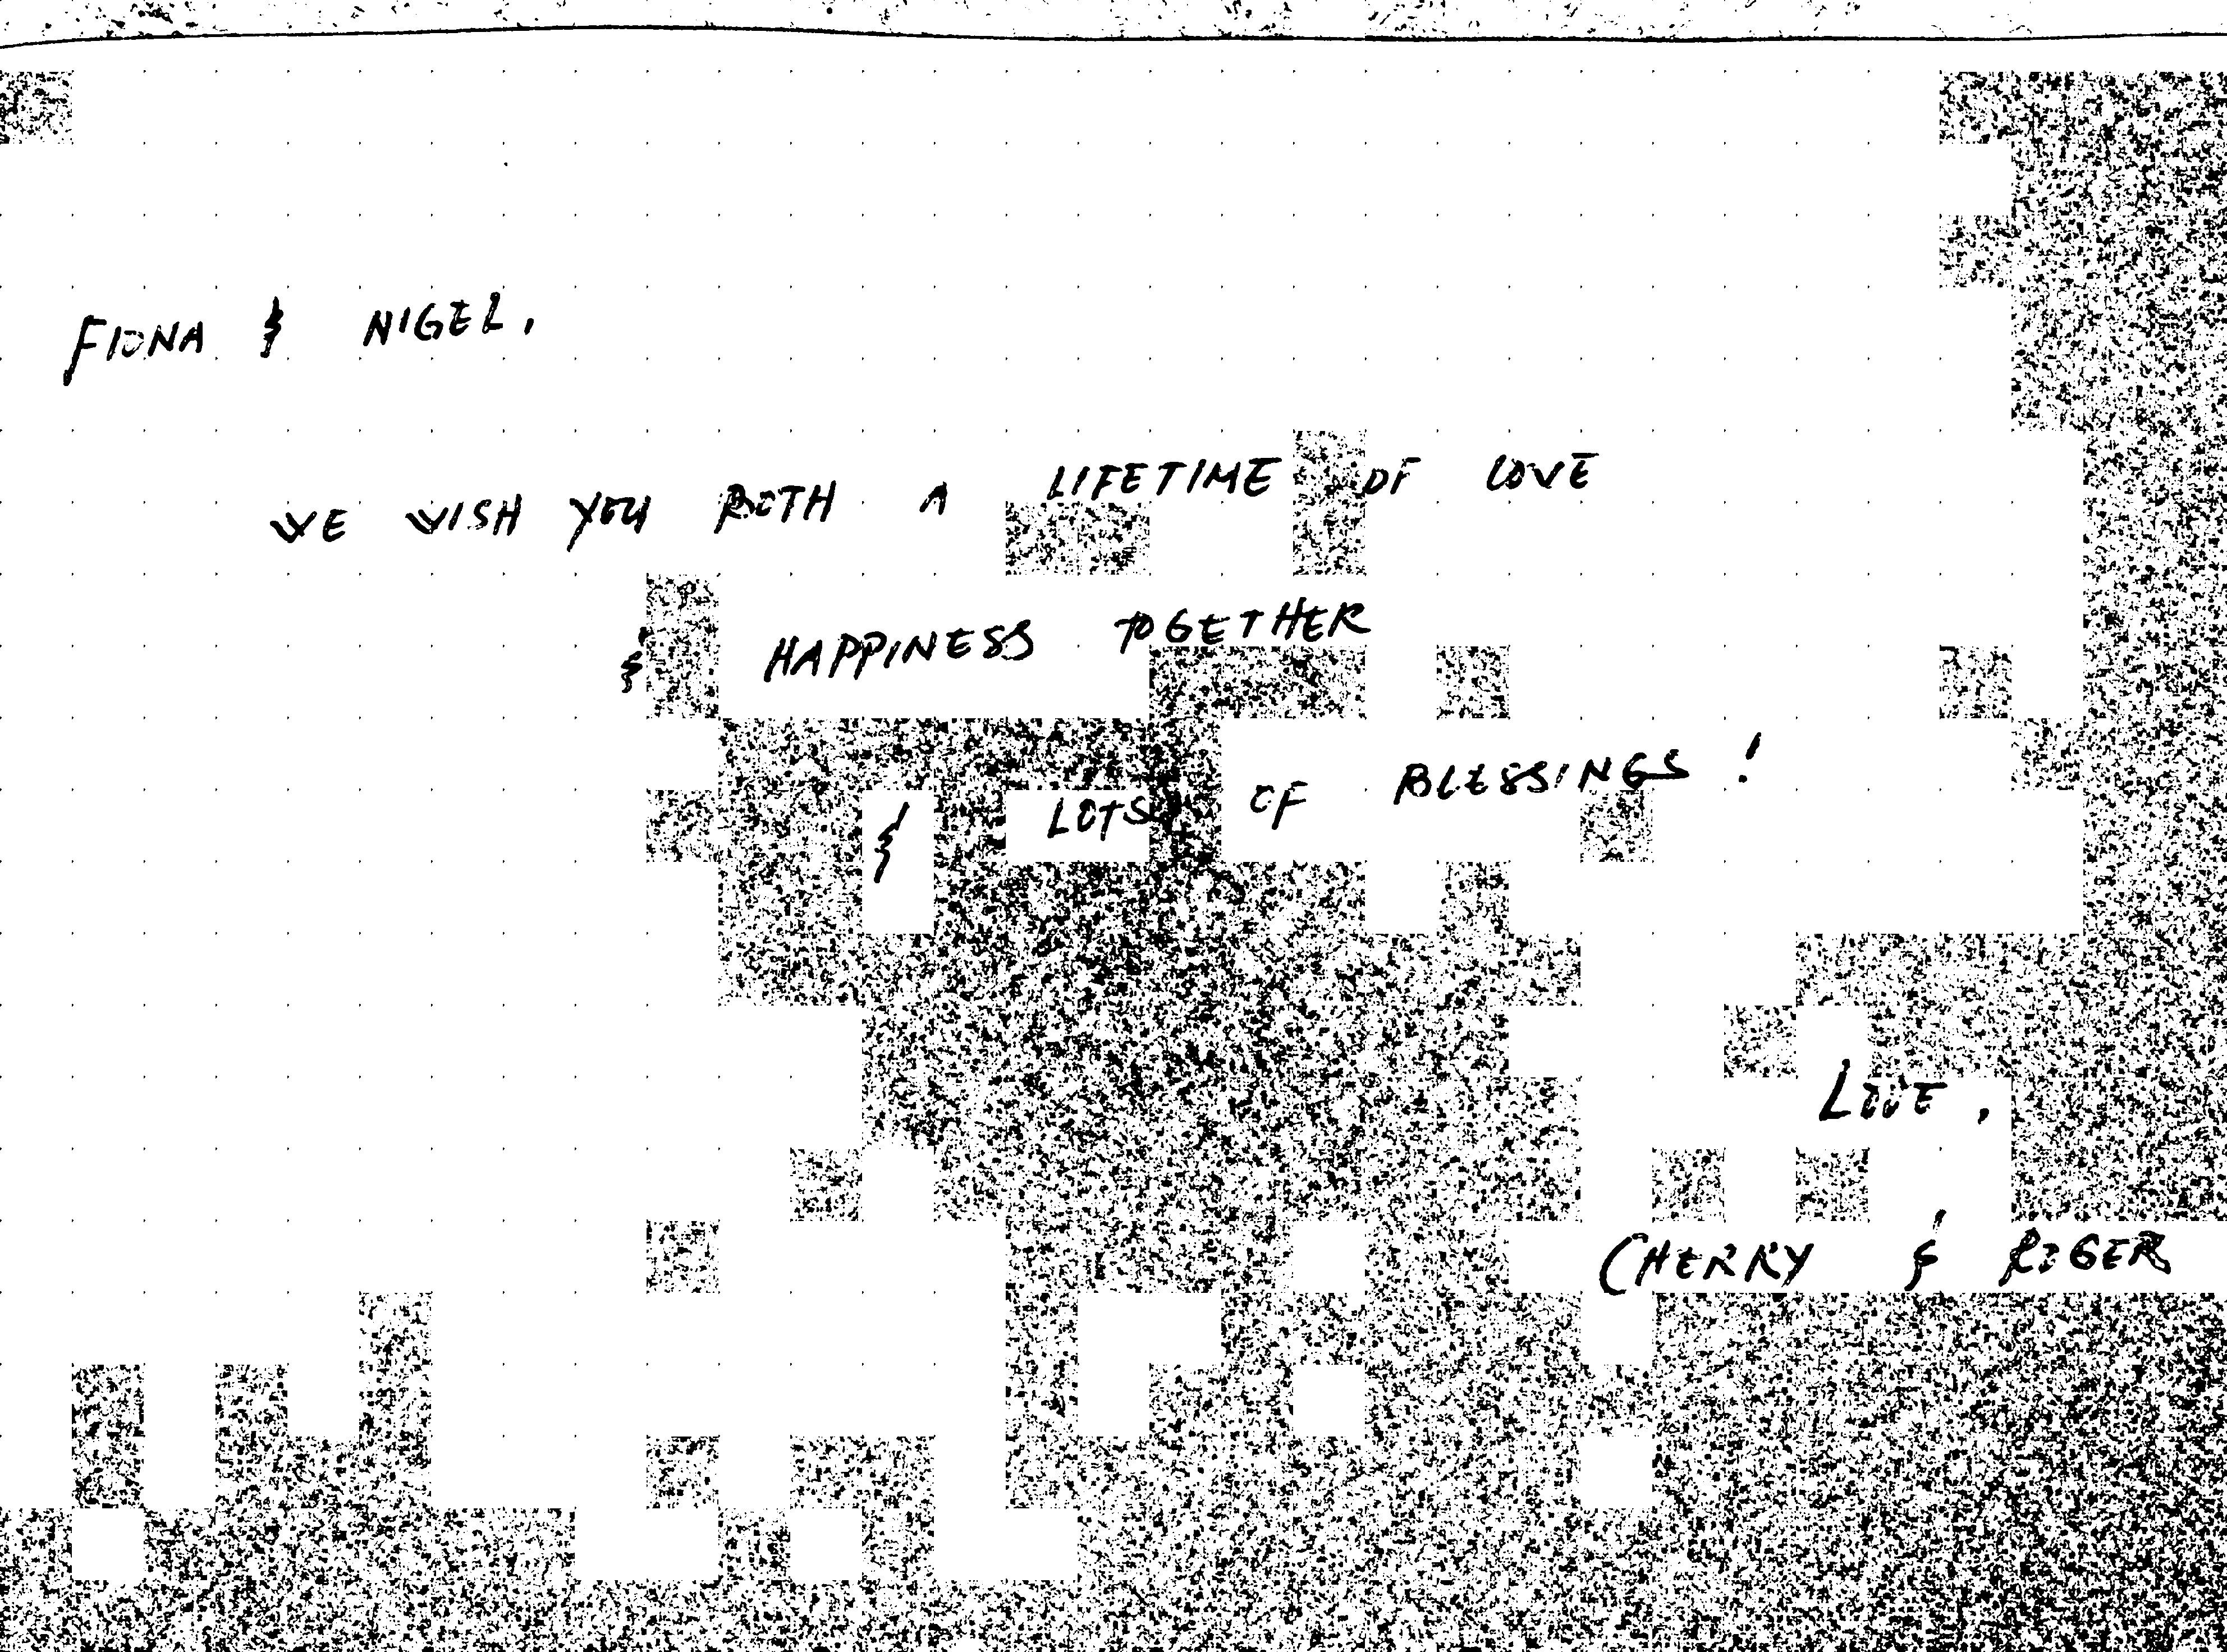 FIONA & NIGEL,
WE WISH YOU BOTH A LIFETIME OF LOVE
& HAPPINESS TOGETHER
& LOTS OF BLESSINGS!
LOVE,
CHERRY & ROGER